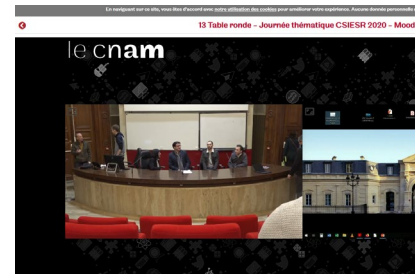 En naviguant sur ce site, vous êtes d'accord avec notre utilisation des cookies pour améliorer votre expérience. Aucune donnée personnelle
13 Table ronde - Journée thématique CSIESR 2020 - Mood
le cnam